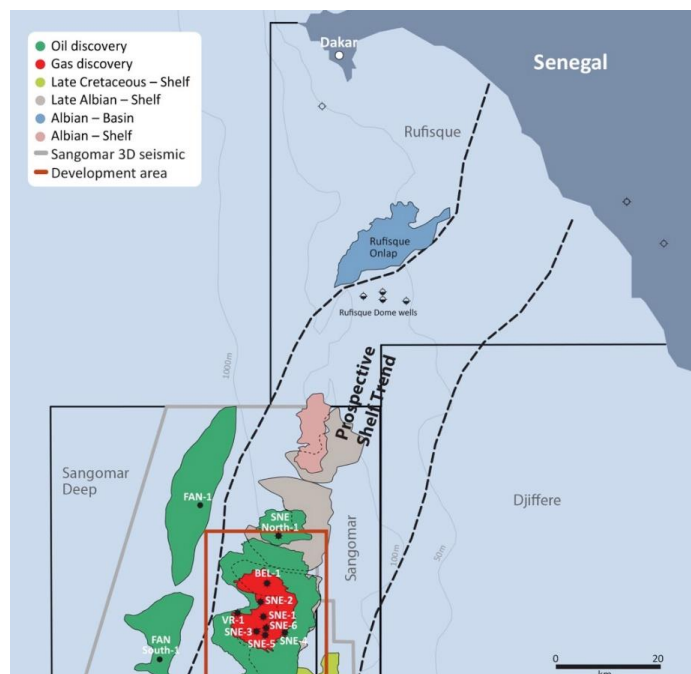 Oil discovery
Gas discovery
Late Cretaceous – Shelf
Late Albian – Shelf
Albian – Basin
Albian – Shelf
Sangomar 3D seismic
Development area
Dakar
Senegal
Rufisque
Rufisque
Onlap
Rufisque Dome wells
1000m
Prospective
Shelf Trend
Sangomar
Deep
FAN-1
SNE
North-1
Sangomar
Djiffere
100m
50m
BEL-1
SNE-2
VR-1
SNE-1
SNE-6
SNE-3
SNE-4
SNE-5
FAN
South-1
0
20
km